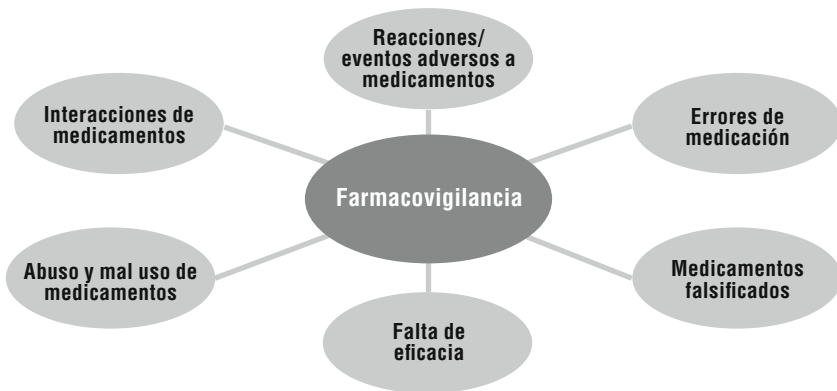 Reacciones/
eventos adversos a
medicamentos
Interacciones de
medicamentos
Errores de
medicación
Farmacovigilancia
Abuso y mal uso de
medicamentos
Medicamentos
falsificados
Falta de
eficacia